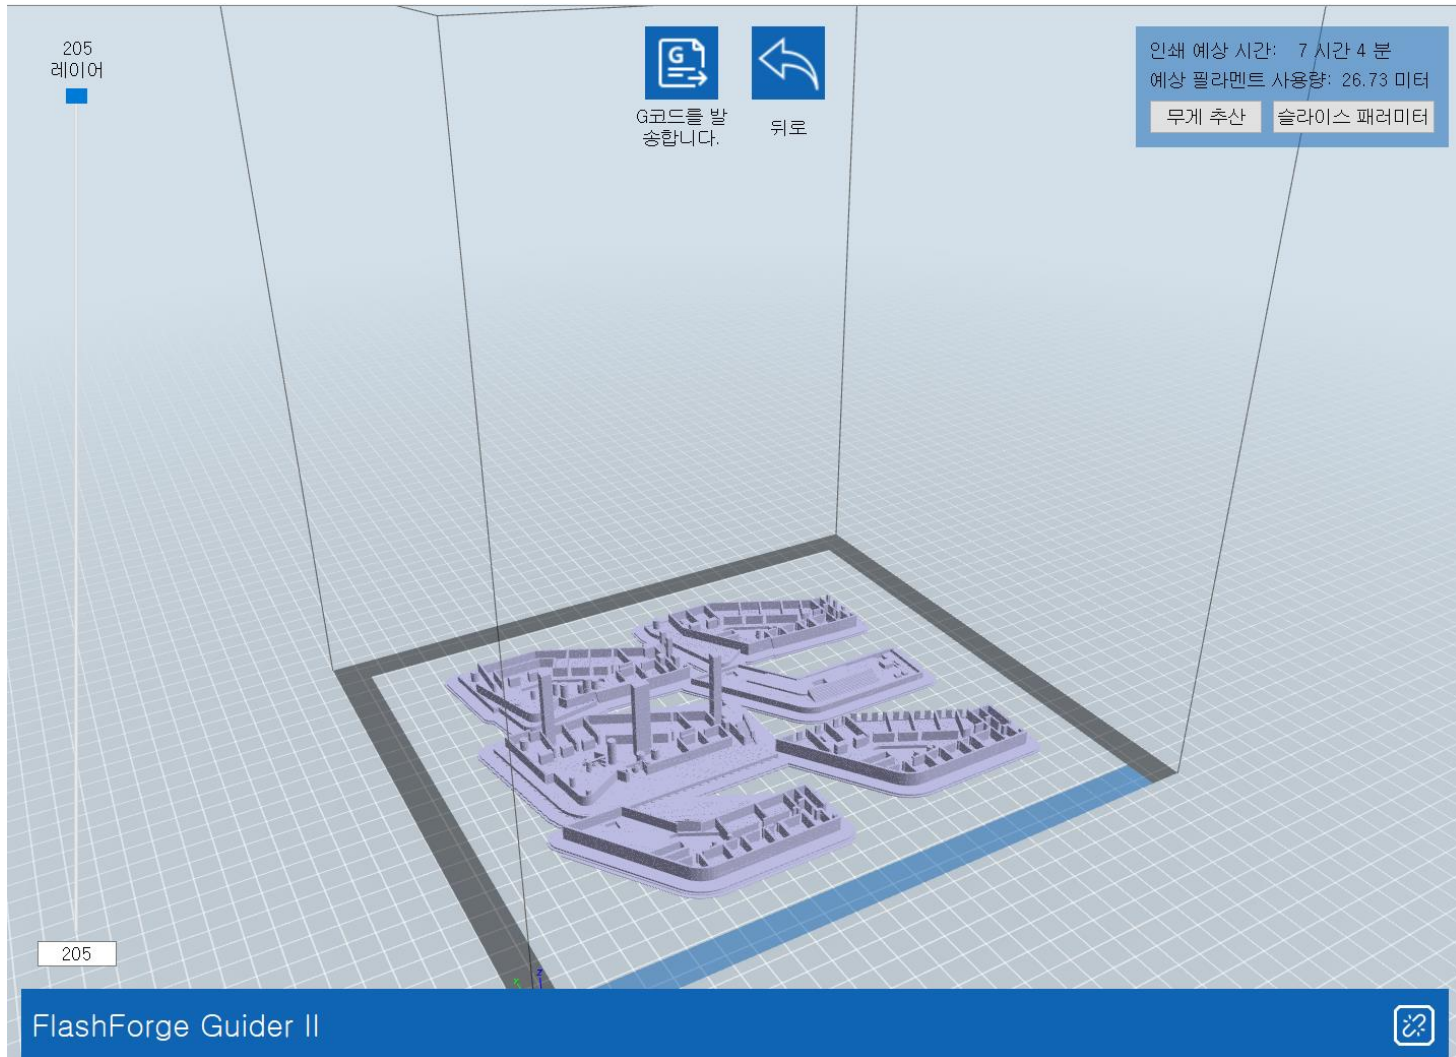 205
레이어
G코드를 발
송합니다.
뒤로
인쇄 예상 시간: 7 시간 4 분
예상 필라멘트 사용량: 26.73 미터
무게 추산
슬라이스 패러미터
205
FlashForge Guider II